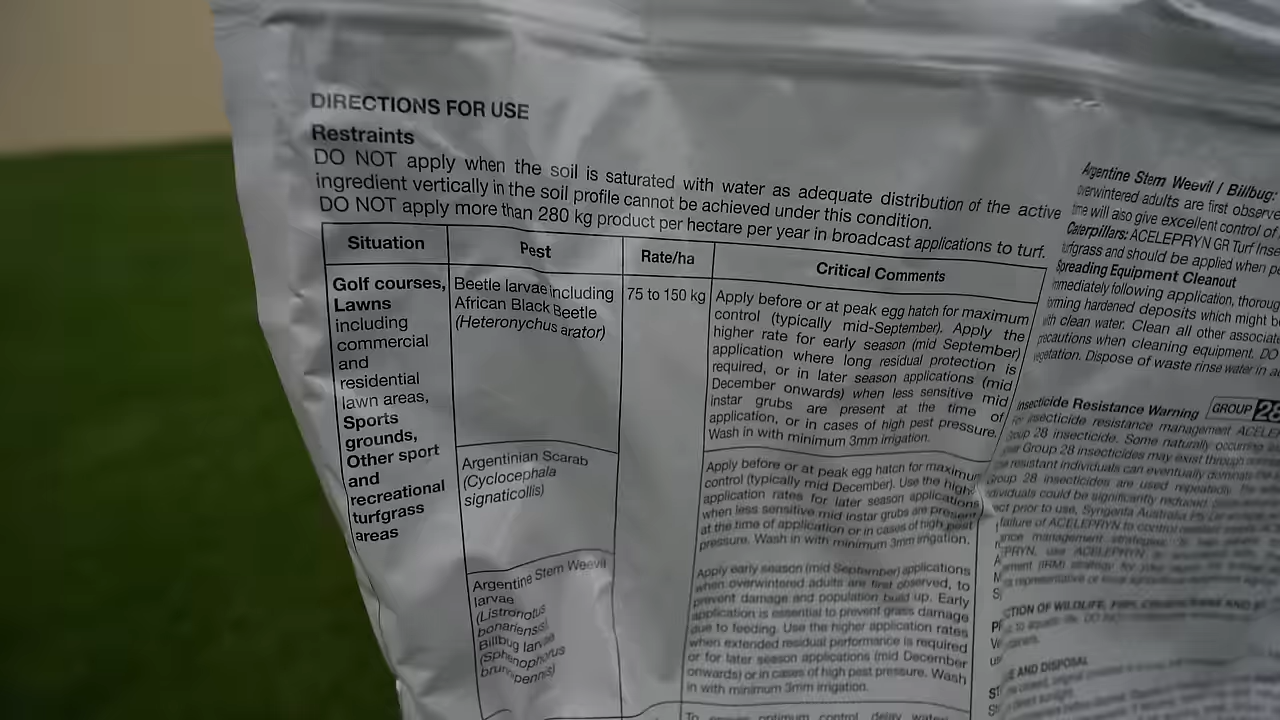 DIRECTIONS FOR USE
Restraints
DO NOT apply when the soil is saturated with water as adequate distribution of the active
ingredient vertically in the soil profile cannot be achieved under this condition.
DO NOT apply more than 280 kg product per hectare per year in broadcast applications to turf.
Situation
Pest
Rate/ha
Critical Comments
Golf courses,
Lawns
including
commercial
and
residential
lawn areas,
Sports
grounds,
Other sport
and
recreational
turfgrass
areas
Beetle larvae including
African Black Beetle
(Heteronychus arator)
75 to 150 kg
Apply before or at peak egg hatch for maximum
control (typically mid-September). Apply the
higher rate for early season (mid September)
application where long residual protection is
required, or in later season applications (mid
December onwards) when less sensitive mid
instar grubs are present at the time of
application, or in cases of high pest pressure.
Wash in with minimum 3mm irrigation.
Argentinian Scarab
(Cyclocephala
signaticollis)
Apply before or at peak egg hatch for maximum
control (typically mid December). Use the high
application rates for later season applications
when less sensitive mid instar grubs are present
at the time of application or in cases of high pest
pressure. Wash in with minimum 3mm irrigation.
Argentine Stem Weevil
larvae
(Listronotus
bonariensis)
Billbug larvae
(Sphenophorus
brunnipennis)
Apply early season (mid September) applications
when overwintered adults are first observed, to
prevent damage and population build up. Early
application is essential to prevent grass damage
due to feeding. Use the higher application rates
when extended residual performance is required
or for later season applications (mid December
onwards) or in cases of high pest pressure. Wash
in with minimum 3mm irrigation.
To optimum control delay
Argentine Stem Weevil / Billbug:
overwintered adults are first
time will also give excellent control of
Caterpillars: ACELEPRYN GR Turf
turfgrass and should be applied when
Spreading Equipment Cleanout
Immediately following application,
forming hardened deposits which might
with clean water. Clean all other
precautions when cleaning equipment. DO
vegetation. Dispose of waste rinse water in
Insecticide Resistance Warning GROUP 28
For insecticide resistance management
Group 28 insecticide. Some naturally occurring
Group 28 insecticides may exist through
resistant individuals can eventually dominate the
Group 28 insecticides are used repeatedly.
could be significantly reduced.
prior to use, Syngenta Australia
failure of ACELEPRYN to control
management
use ACELEPRYN
strategy for
representative or
OF WILDLIFE, FISH,
AND DISPOSAL